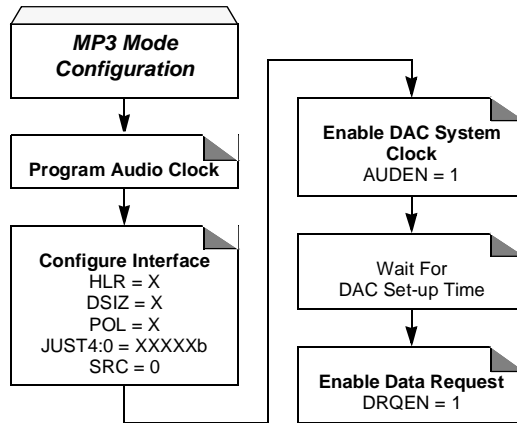 MP3 Mode
Configuration
Program Audio Clock
Configure Interface
HLR = X
DSIZ = X
POL = X
JUST4:0 = XXXXXb
SRC = 0
Enable DAC System
Clock
AUDEN = 1
Wait For
DAC Set-up Time
Enable Data Request
DRQEN = 1